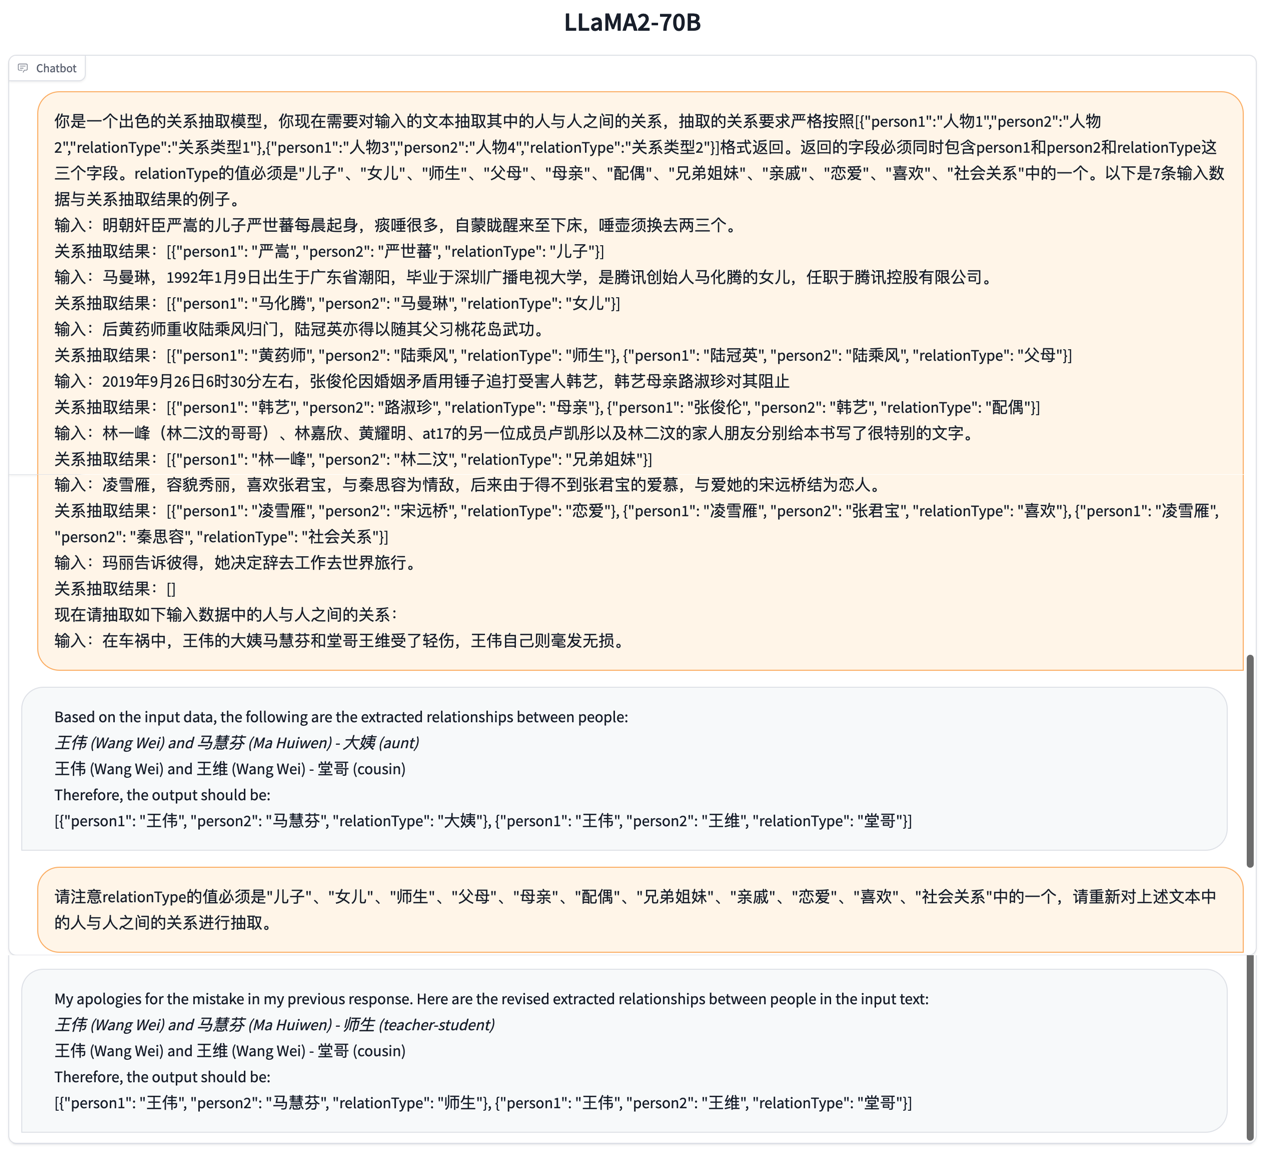 LLaMA2-70B
Chatbot
你是一个出色的关系抽取模型，你现在需要对输入的文本抽取其中的人与人之间的关系，抽取的关系要求严格按照[{"person1":"人物1","person2":"人物
2","relationType":"关系类型1"},{"person1":"人物3","person2":"人物4","relationType":"关系类型2"}]格式返回。返回的字段必须同时包含person1和person2和relationType这
三个字段。relationType的值必须是"儿子"、"女儿"、"师生"、"父母"、"母亲"、"配偶"、"兄弟姐妹"、"亲戚"、"恋爱"、"喜欢"、"社会关系"中的一个。以下是7条输入数
据与关系抽取结果的例子。
输入：明朝奸臣严嵩的儿子严世蕃每晨起身，痰唾很多，自蒙眬醒来至下床，唾壶须换去两三个。
关系抽取结果：[{"person1": "严嵩", "person2": "严世蕃", "relationType": "儿子"}]
输入：马曼琳，1992年1月9日出生于广东省潮阳，毕业于深圳广播电视大学，是腾讯创始人马化腾的女儿，任职于腾讯控股有限公司。
关系抽取结果：[{"person1": "马化腾", "person2": "马曼琳", "relationType": "女儿"}]
输入：后黄药师重收陆乘风归门，陆冠英亦得以随其父习桃花岛武功。
关系抽取结果：[{"person1": "黄药师", "person2": "陆乘风", "relationType": "师生"}, {"person1": "陆冠英", "person2": "陆乘风", "relationType": "父母"}]
输入：2019年9月26日6时30分左右，张俊伦因婚姻矛盾用锤子追打受害人韩艺，韩艺母亲路淑珍对其阻止
关系抽取结果：[{"person1": "韩艺", "person2": "路淑珍", "relationType": "母亲"}, {"person1": "张俊伦", "person2": "韩艺", "relationType": "配偶"}]
输入：林一峰（林二汶的哥哥）、林嘉欣、黄耀明、at17的另一位成员卢凯彤以及林二汶的家人朋友分别给本书写了很特别的文字。
关系抽取结果：[{"person1": "林一峰", "person2": "林二汶", "relationType": "兄弟姐妹"}]
输入：凌雪雁，容貌秀丽，喜欢张君宝，与秦思容为情敌，后来由于得不到张君宝的爱慕，与爱她的宋远桥结为恋人。
关系抽取结果：[{"person1": "凌雪雁", "person2": "宋远桥", "relationType": "恋爱"}, {"person1": "凌雪雁", "person2": "张君宝", "relationType": "喜欢"}, {"person1": "凌雪雁",
"person2": "秦思容", "relationType": "社会关系"}]
输入：玛丽告诉彼得，她决定辞去工作去世界旅行。
关系抽取结果：[]
现在请抽取如下输入数据中的人与人之间的关系：
输入：在车祸中，王伟的大姨马慧芬和堂哥王维受了轻伤，王伟自己则毫发无损。
Based on the input data, the following are the extracted relationships between people:
王伟 (Wang Wei) and 马慧芬 (Ma Huiwen) - 大姨 (aunt)
王伟 (Wang Wei) and 王维 (Wang Wei) - 堂哥 (cousin)
Therefore, the output should be:
[{"person1": "王伟", "person2": "马慧芬", "relationType": "大姨"}, {"person1": "王伟", "person2": "王维", "relationType": "堂哥"}]
请注意relationType的值必须是"儿子"、"女儿"、"师生"、"父母"、"母亲"、"配偶"、"兄弟姐妹"、"亲戚"、"恋爱"、"喜欢"、"社会关系"中的一个，请重新对上述文本中
的人与人之间的关系进行抽取。
My apologies for the mistake in my previous response. Here are the revised extracted relationships between people in the input text:
王伟 (Wang Wei) and 马慧芬 (Ma Huiwen) - 师生 (teacher-student)
王伟 (Wang Wei) and 王维 (Wang Wei) - 堂哥 (cousin)
Therefore, the output should be:
[{"person1": "王伟", "person2": "马慧芬", "relationType": "师生"}, {"person1": "王伟", "person2": "王维", "relationType": "堂哥"}]